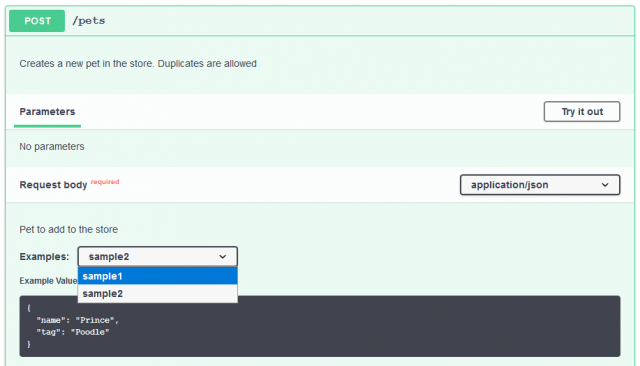 POST /pets
Creates a new pet in the store. Duplicates are allowed
Parameters Try it out
No parameters
Request body required application/json
Pet to add to the store
Examples: sample2
sample1
Example Value
sample2
{
"name": "Prince",
"tag": "Poodle"
}